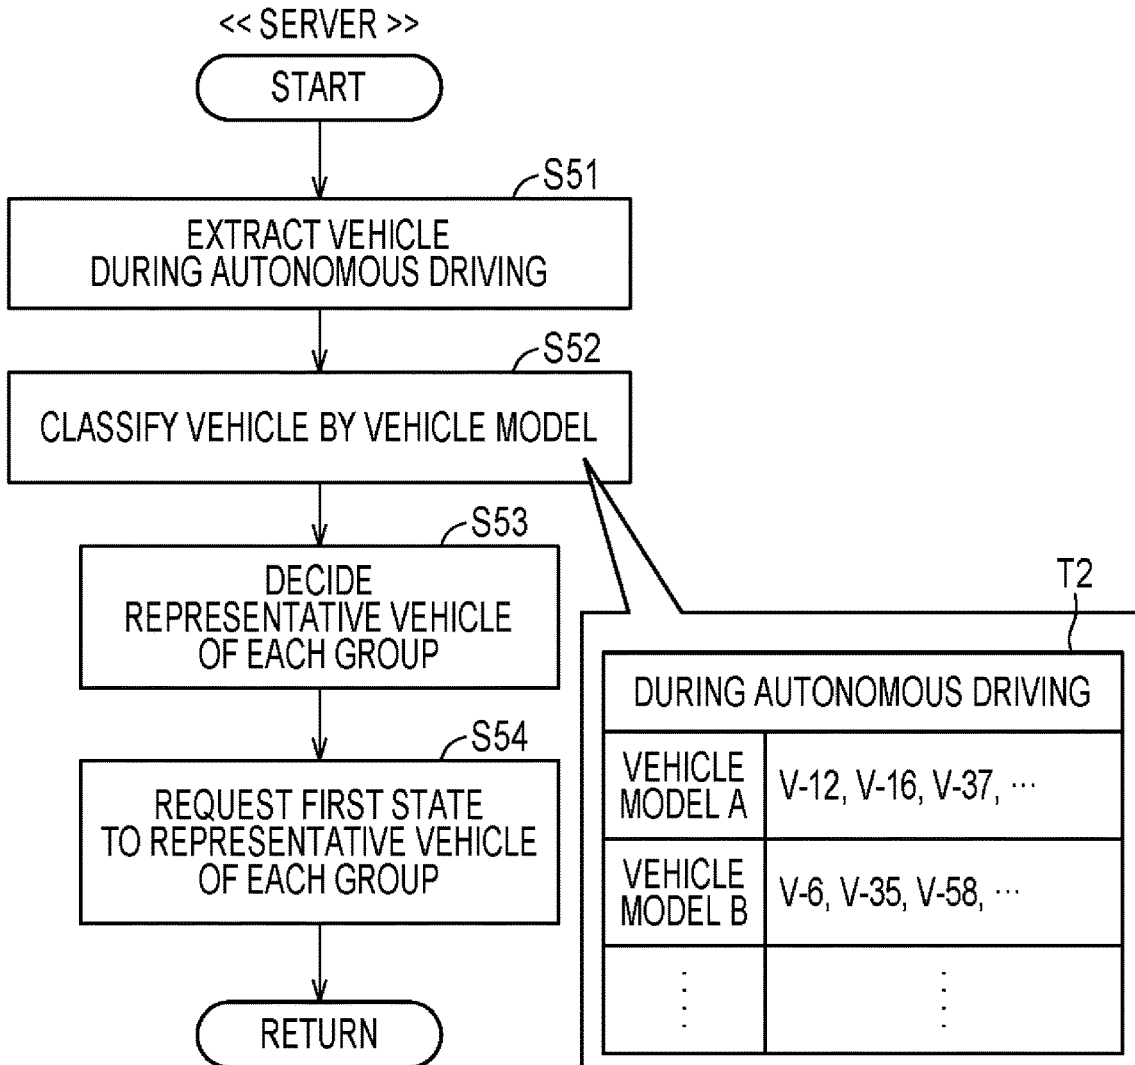 << SERVER >>
START
S51
EXTRACT VEHICLE
DURING AUTONOMOUS DRIVING
S52
CLASSIFY VEHICLE BY VEHICLE MODEL
S53
DECIDE
REPRESENTATIVE VEHICLE
OF EACH GROUP
S54
REQUEST FIRST STATE
TO REPRESENTATIVE VEHICLE
OF EACH GROUP
RETURN
T2
DURING AUTONOMOUS DRIVING
VEHICLE
MODEL A
V-12, V-16, V-37, ···
VEHICLE
MODEL B
V-6, V-35, V-58, ···